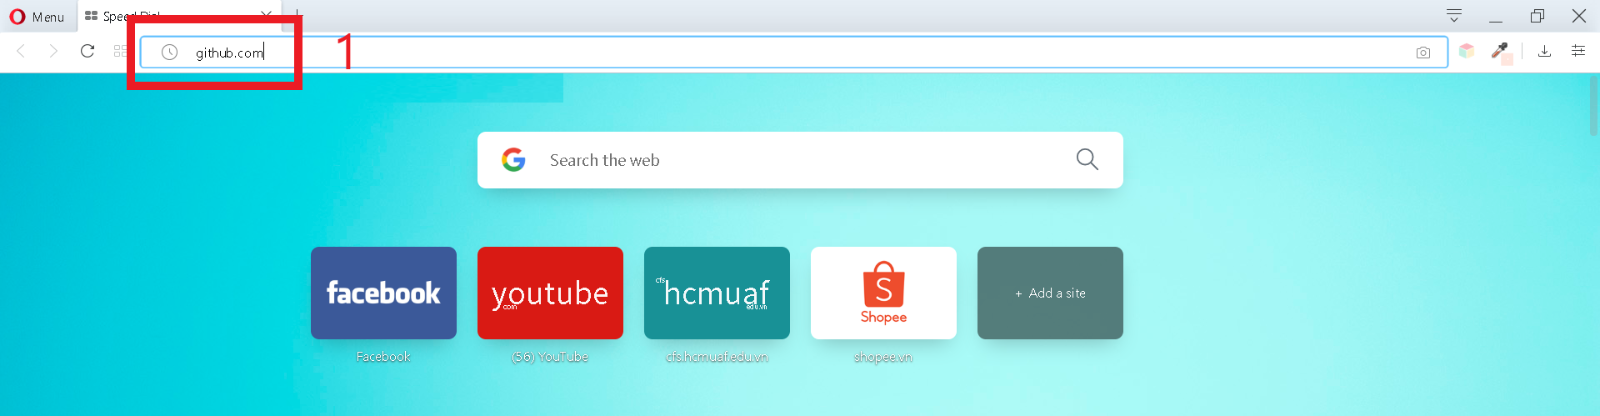 Menu
Speed Dial
github.com
1
Search the web
facebook
youtube
.com
cfs.
hcmuaf
.edu.vn
S
Shopee
+ Add a site
Facebook
(56) YouTube
cfs.hcmuaf.edu.vn
shopee.vn